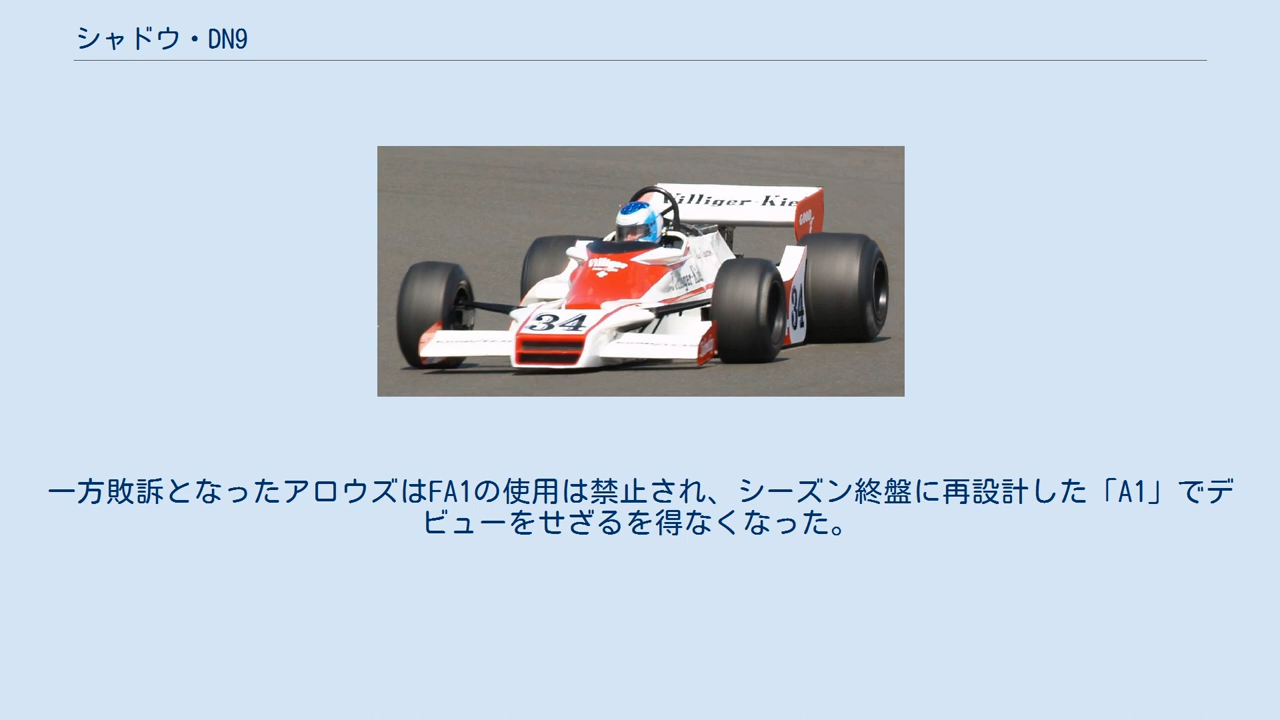 シャドウ・DN9
Villiger-Kie
GOOD
34
34
一方敗訴となったアロウズはFA1の使用は禁止され、シーズン終盤に再設計した「A1」でデ
ビューをせざるを得なくなった。